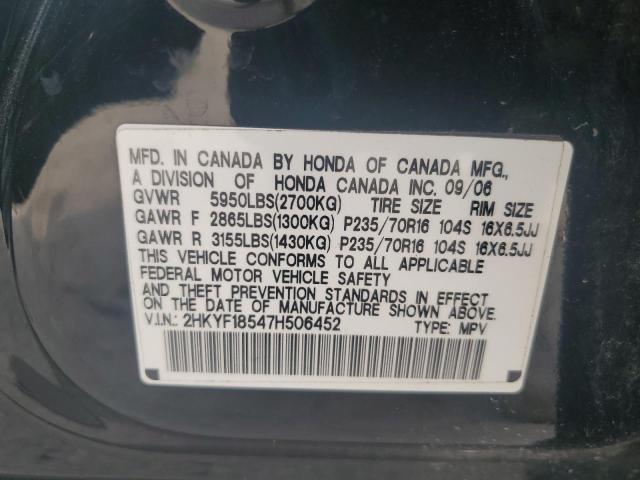 MFD. IN CANADA BY HONDA OF CANADA MFG.,
A DIVISION OF HONDA CANADA INC. 09/06
GVWR 5950LBS(2700KG) TIRE SIZE RIM SIZE
GAWR F 2865LBS(1300KG) P235/70R16 104S 16X6.5JJ
GAWR R 3155LBS(1430KG) P235/70R16 104S 16X6.5JJ
THIS VEHICLE CONFORMS TO ALL APPLICABLE
FEDERAL MOTOR VEHICLE SAFETY
AND THEFT PREVENTION STANDARDS IN EFFECT
ON THE DATE OF MANUFACTURE SHOWN ABOVE.
V.I.N.: 2HKYF18547H506452 TYPE: MPV